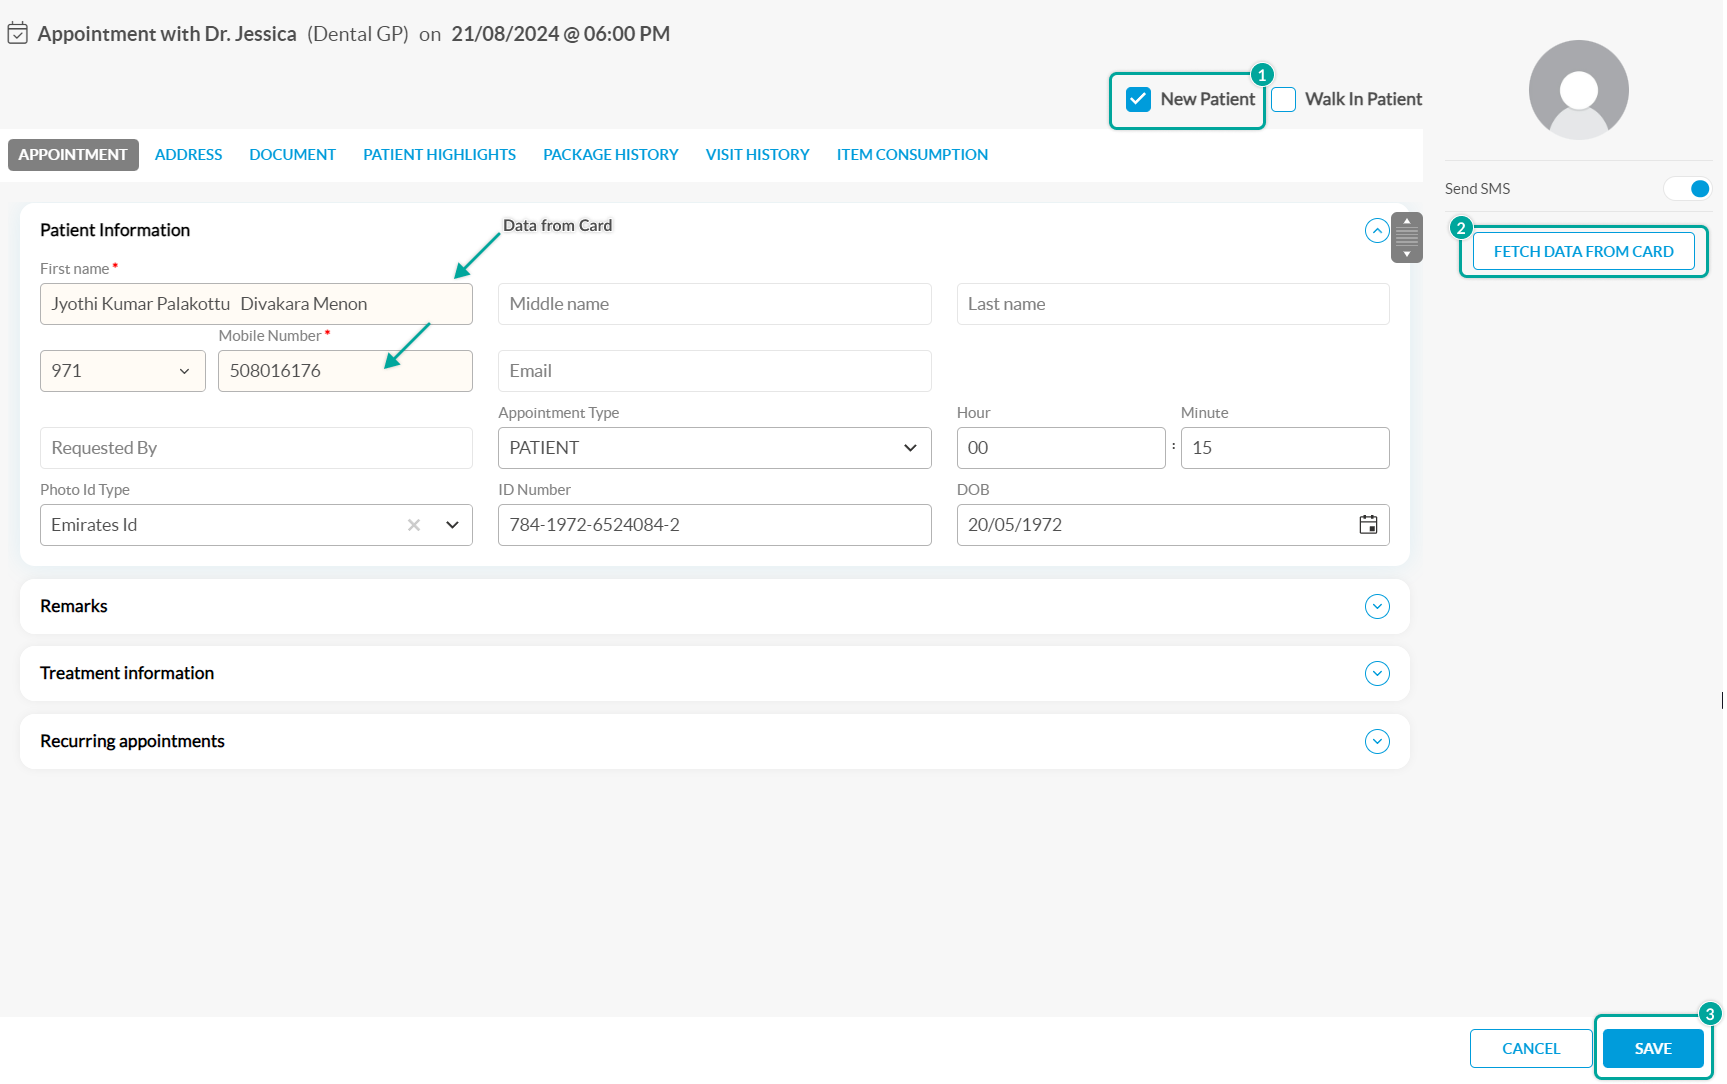 Appointment with Dr. Jessica (Dental GP) on 21/08/2024 @ 06:00 PM
1
New Patient Walk In Patient
APPOINTMENT ADDRESS DOCUMENT PATIENT HIGHLIGHTS PACKAGE HISTORY VISIT HISTORY ITEM CONSUMPTION
Send SMS
Patient Information
Data from Card
2
FETCH DATA FROM CARD
First name *
Jyothi Kumar Palakottu Divakara Menon Middle name Last name
Mobile Number *
971 508016176 Email
Appointment Type Hour Minute
Requested By PATIENT 00 : 15
Photo Id Type ID Number DOB
Emirates Id 784-1972-6524084-2 20/05/1972
Remarks
Treatment information
Recurring appointments
3
CANCEL SAVE